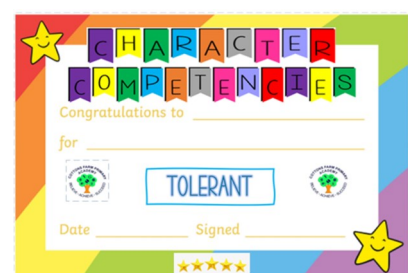 CHARACTER
COMPETENCIES
Congratulations to
for
TOLERANT
Date Signed